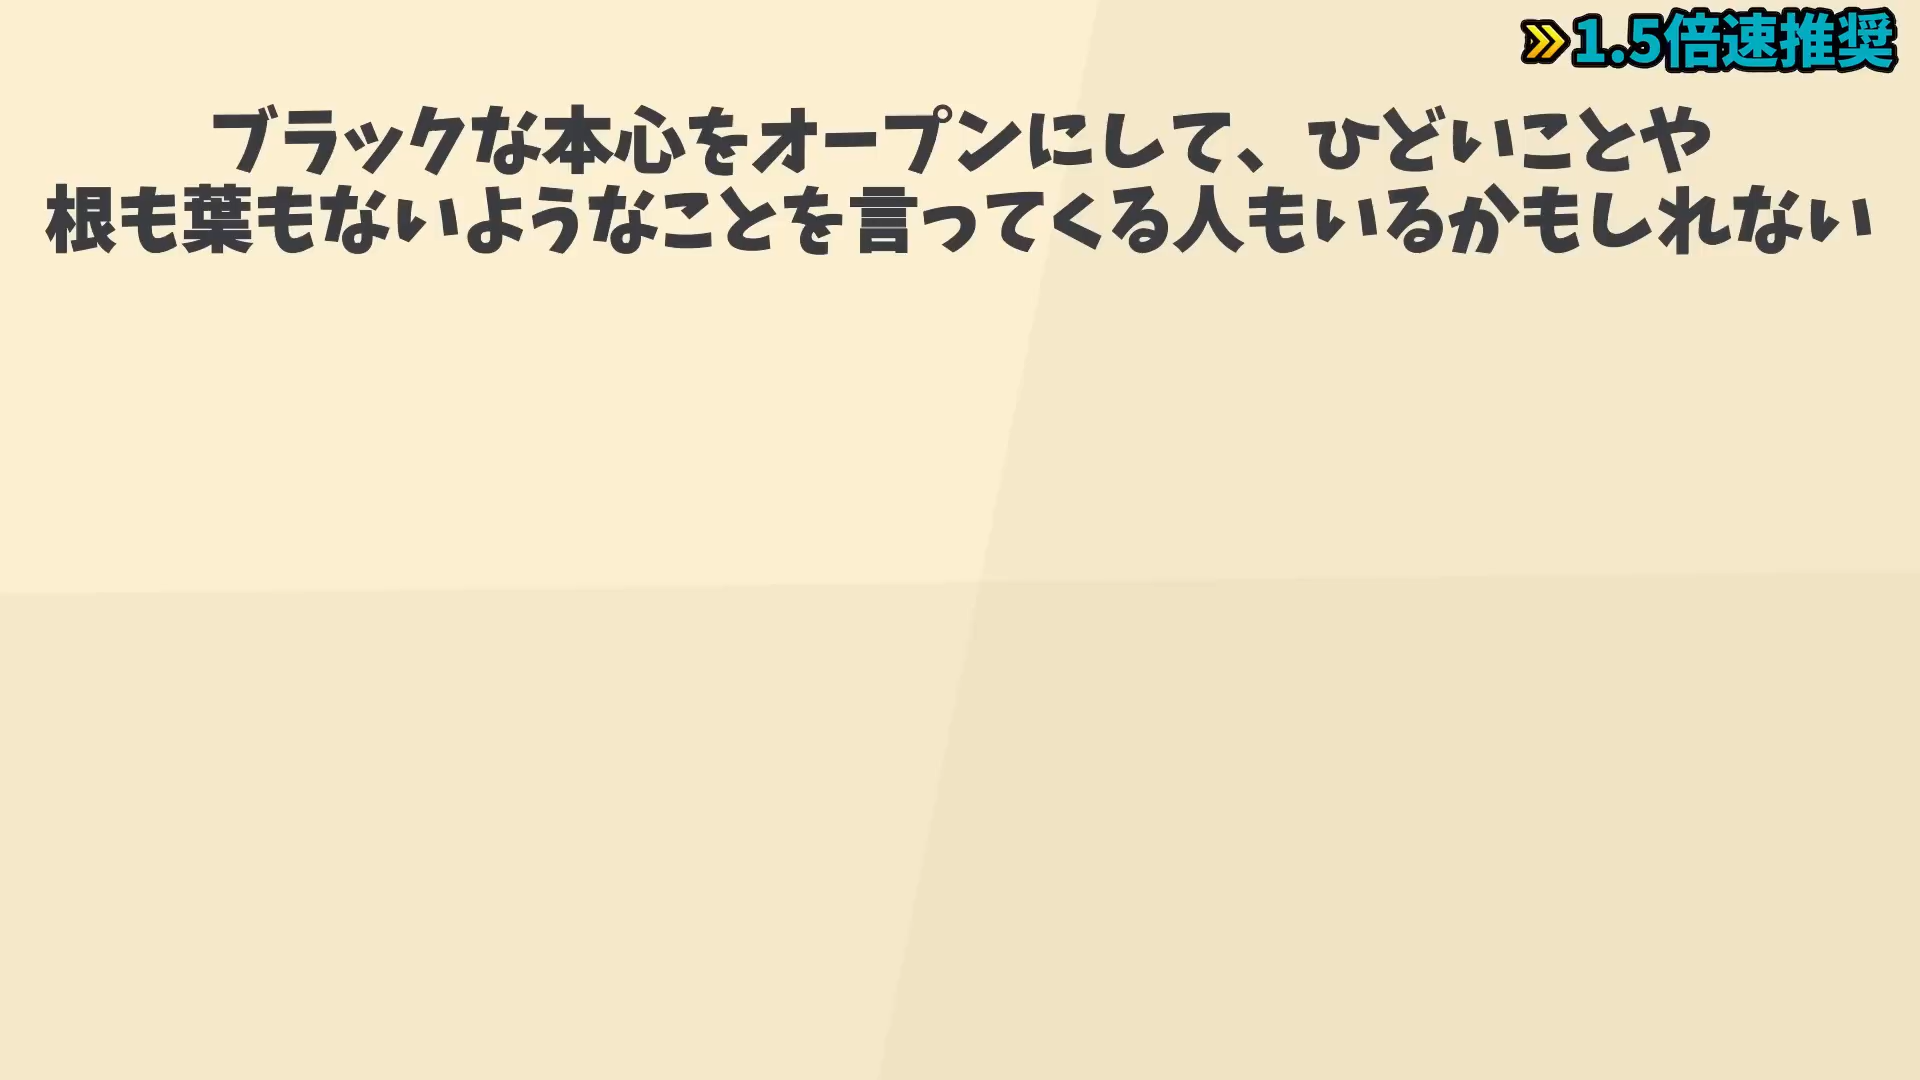 1.5倍速推奨
ブラックな本心をオープンにして、ひどいことや
根も葉もないようなことを言ってくる人もいるかもしれない